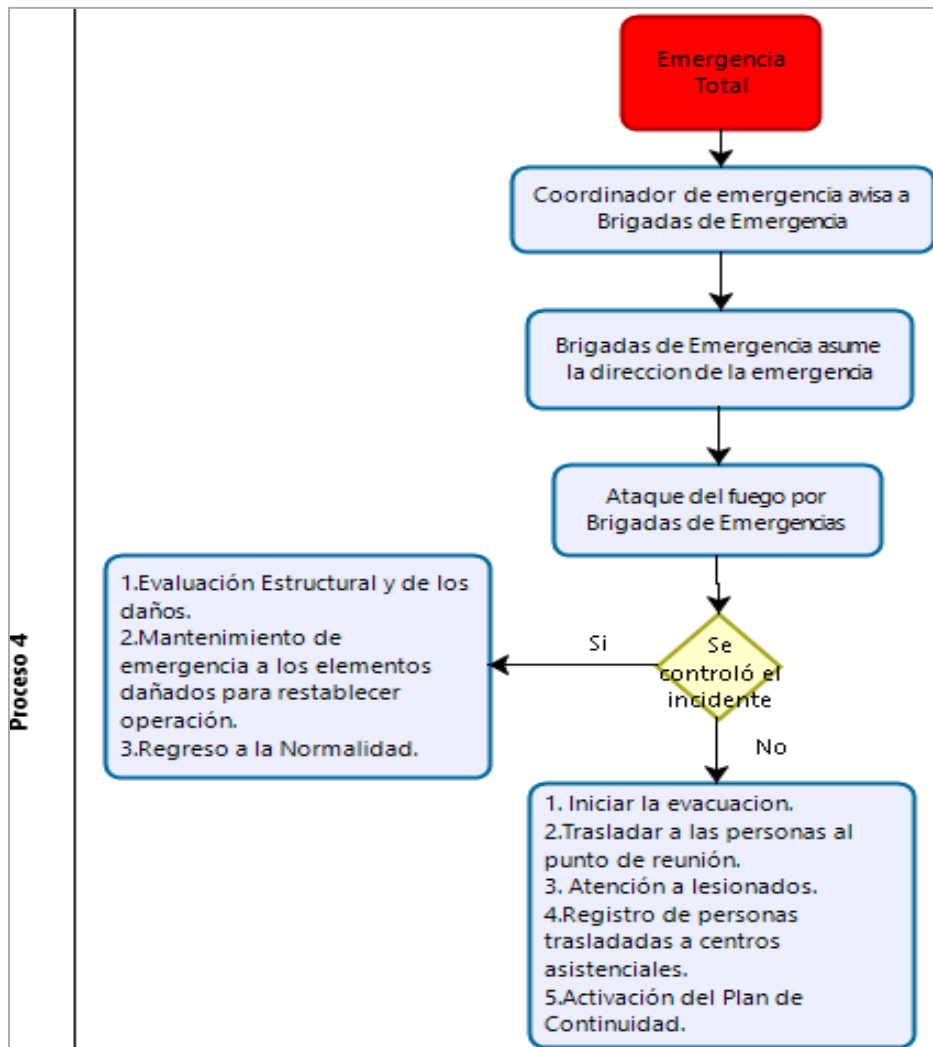 Proceso 4
Emergencia
Total
Coordinador de emergencia avisa a
Brigadas de Emergencia
Brigadas de Emergencia asume
la direccion de la emergencia
Ataque del fuego por
Brigadas de Emergencias
Se
controló el
incidente
Si
1.Evaluación Estructural y de los
daños.
2.Mantenimiento de
emergencia a los elementos
dañados para restablecer
operación.
3.Regreso a la Normalidad.
No
1. Iniciar la evacuacion.
2.Trasladar a las personas al
punto de reunión.
3. Atención a lesionados.
4.Registro de personas
trasladadas a centros
asistenciales.
5.Activación del Plan de
Continuidad.